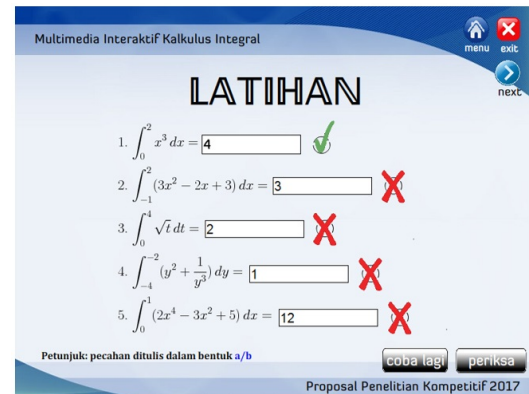 Multimedia Interaktif Kalkulus Integral
menu exit
next
LATIHAN
1. ∫₀² x³ dx = 4
2. ∫₋₁² (3x² − 2x + 3) dx = 3
3. ∫₀⁴ √t dt = 2
4. ∫₋₄⁻² (y² + 1/y³) dy = 1
5. ∫₀¹ (2x⁴ − 3x² + 5) dx = 12
Petunjuk: pecahan ditulis dalam bentuk a/b
coba lagi periksa
Proposal Penelitian Kompetitif 2017